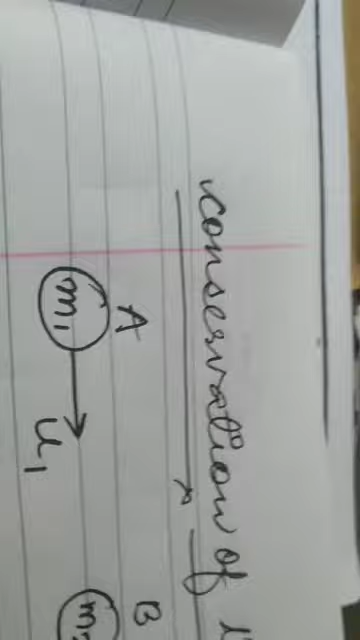 conservation of
A B
m₁
u₁